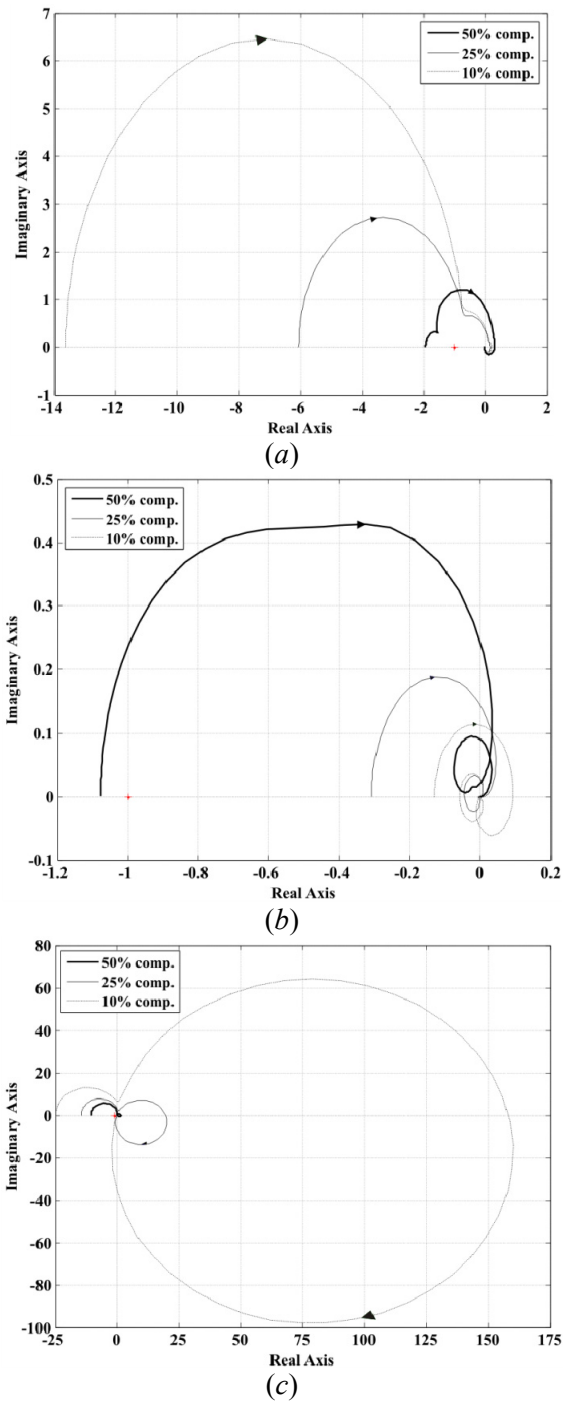 7
6
5
4
3
2
1
0
-1
Imaginary Axis
50% comp.
25% comp.
10% comp.
-14 -12 -10 -8 -6 -4 -2 0 2
Real Axis
(a)
0.5
0.4
0.3
0.2
0.1
0
-0.1
Imaginary Axis
50% comp.
25% comp.
10% comp.
-1.2 -1 -0.8 -0.6 -0.4 -0.2 0 0.2
Real Axis
(b)
80
60
40
20
0
-20
-40
-60
-80
-100
Imaginary Axis
50% comp.
25% comp.
10% comp.
-25 0 25 50 75 100 125 150 175
Real Axis
(c)